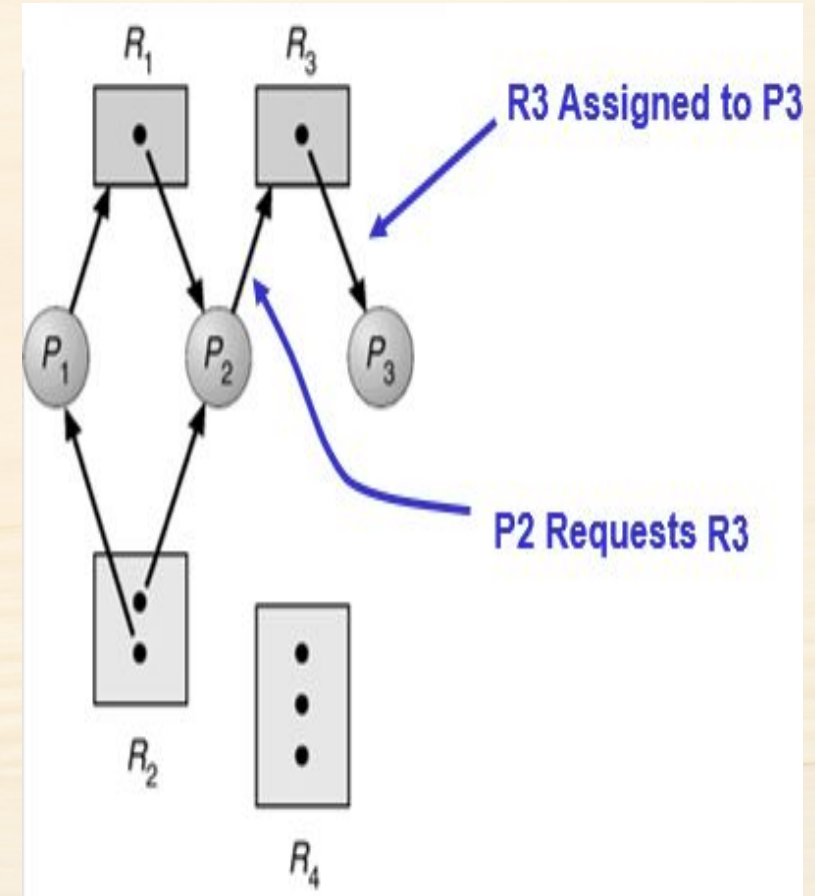 R1
R3
R3 Assigned to P3
P1
P2
P3
P2 Requests R3
R2
R4